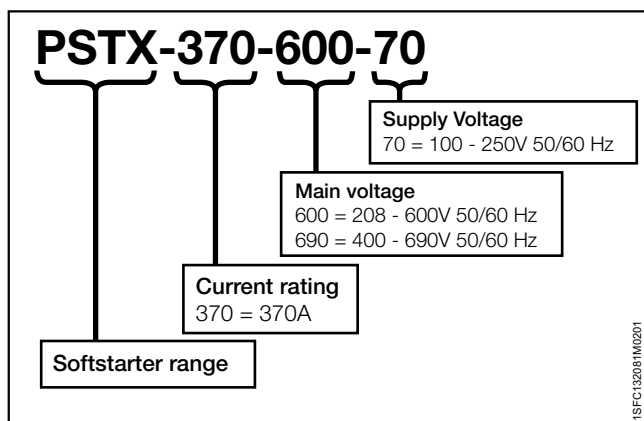 PSTX-370-600-70
Supply Voltage
70 = 100 - 250V 50/60 Hz
Main voltage
600 = 208 - 600V 50/60 Hz
690 = 400 - 690V 50/60 Hz
Current rating
370 = 370A
Softstarter range
1SFC132081M0201